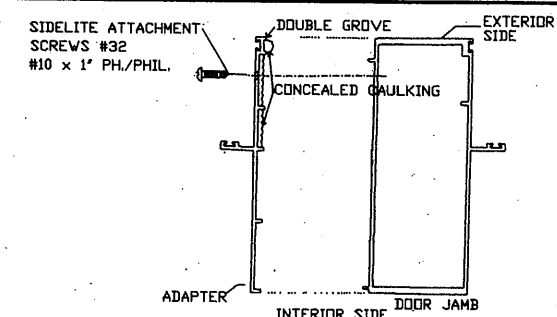 SIDELITE ATTACHMENT
SCREWS #32
#10 x 1" PH./PHIL.
DOUBLE GROVE
EXTERIOR
SIDE
CONCEALED CAULKING
ADAPTER
INTERIOR SIDE
DOOR JAMB